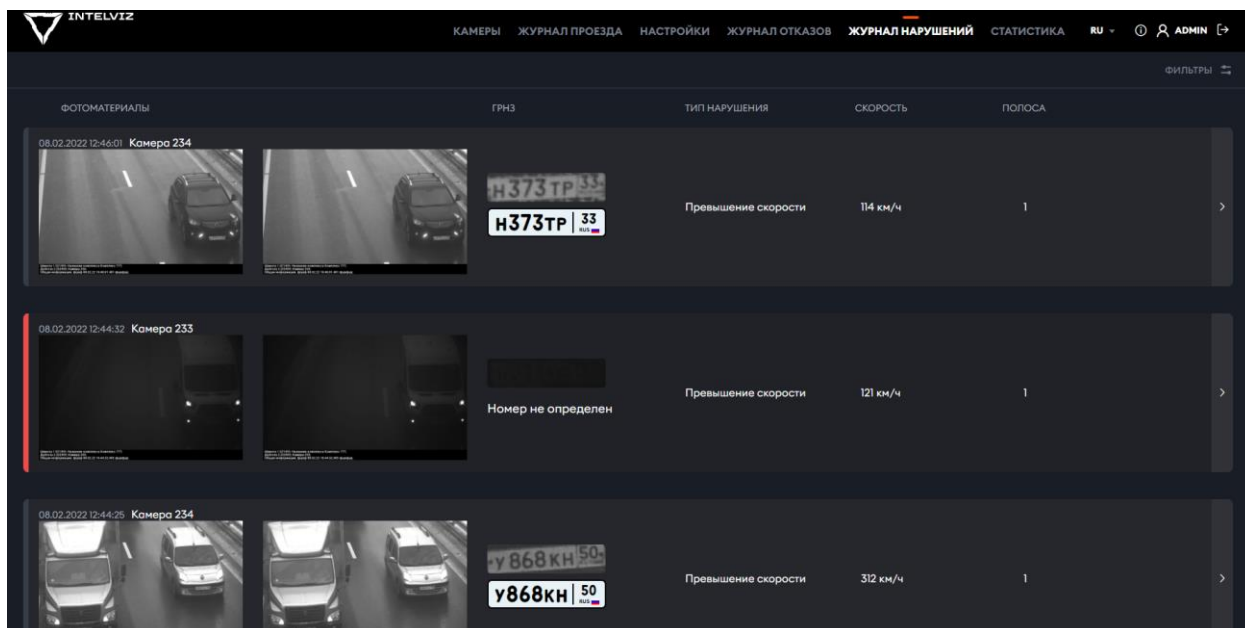 INTELVIZ
КАМЕРЫ ЖУРНАЛ ПРОЕЗДА НАСТРОЙКИ ЖУРНАЛ ОТКАЗОВ ЖУРНАЛ НАРУШЕНИЙ СТАТИСТИКА RU ADMIN
ФИЛЬТРЫ
ФОТОМАТЕРИАЛЫ ГРНЗ ТИП НАРУШЕНИЯ СКОРОСТЬ ПОЛОСА
08.02.2022 12:46:01 Камера 234
Н373ТР 33
Н373ТР 33 RUS
Превышение скорости 114 км/ч 1
08.02.2022 12:44:32 Камера 233
Номер не определен
Превышение скорости 121 км/ч 1
08.02.2022 12:44:25 Камера 234
У868КН 50
У868КН 50 RUS
Превышение скорости 312 км/ч 1